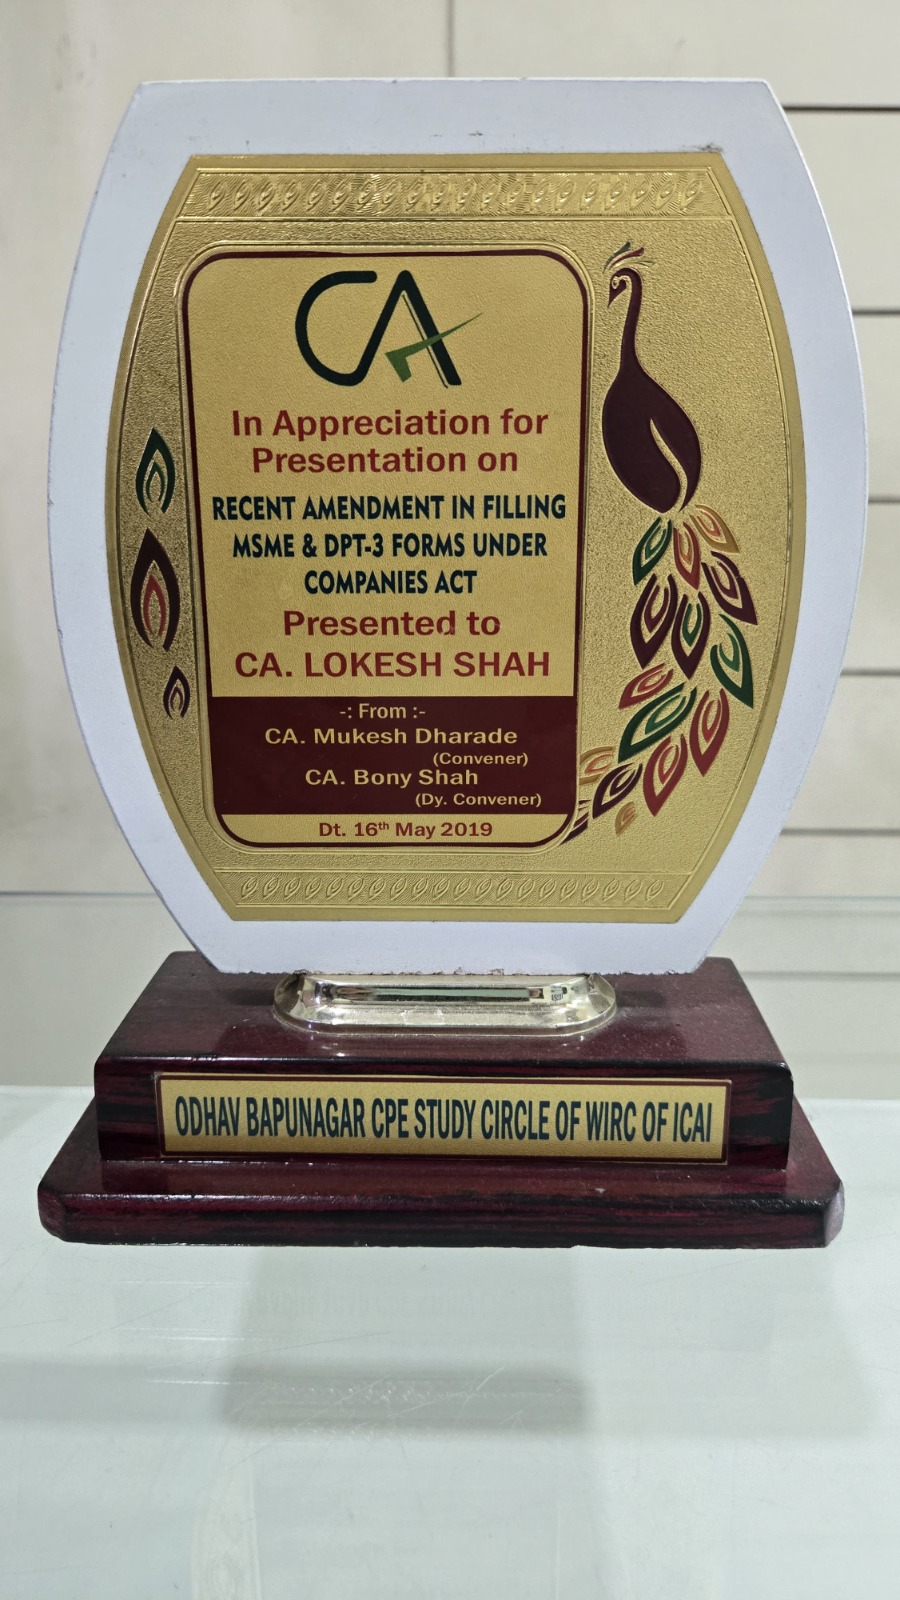 CA
In Appreciation for
Presentation on
RECENT AMENDMENT IN FILLING
MSME & DPT-3 FORMS UNDER
COMPANIES ACT
Presented to
CA. LOKESH SHAH
-: From :-
CA. Mukesh Dharade
(Convener)
CA. Bony Shah
(Dy. Convener)
Dt. 16th May 2019
ODHAV BAPUNAGAR CPE STUDY CIRCLE OF WIRC OF ICAI